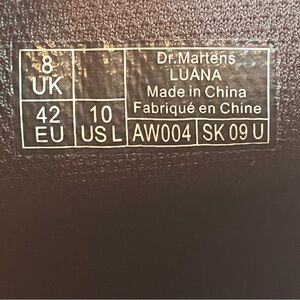 8
UK
42
EU
10
US L
Dr.Martens
LUANA
Made in China
Fabriqué en Chine
AW004
SK 09 U